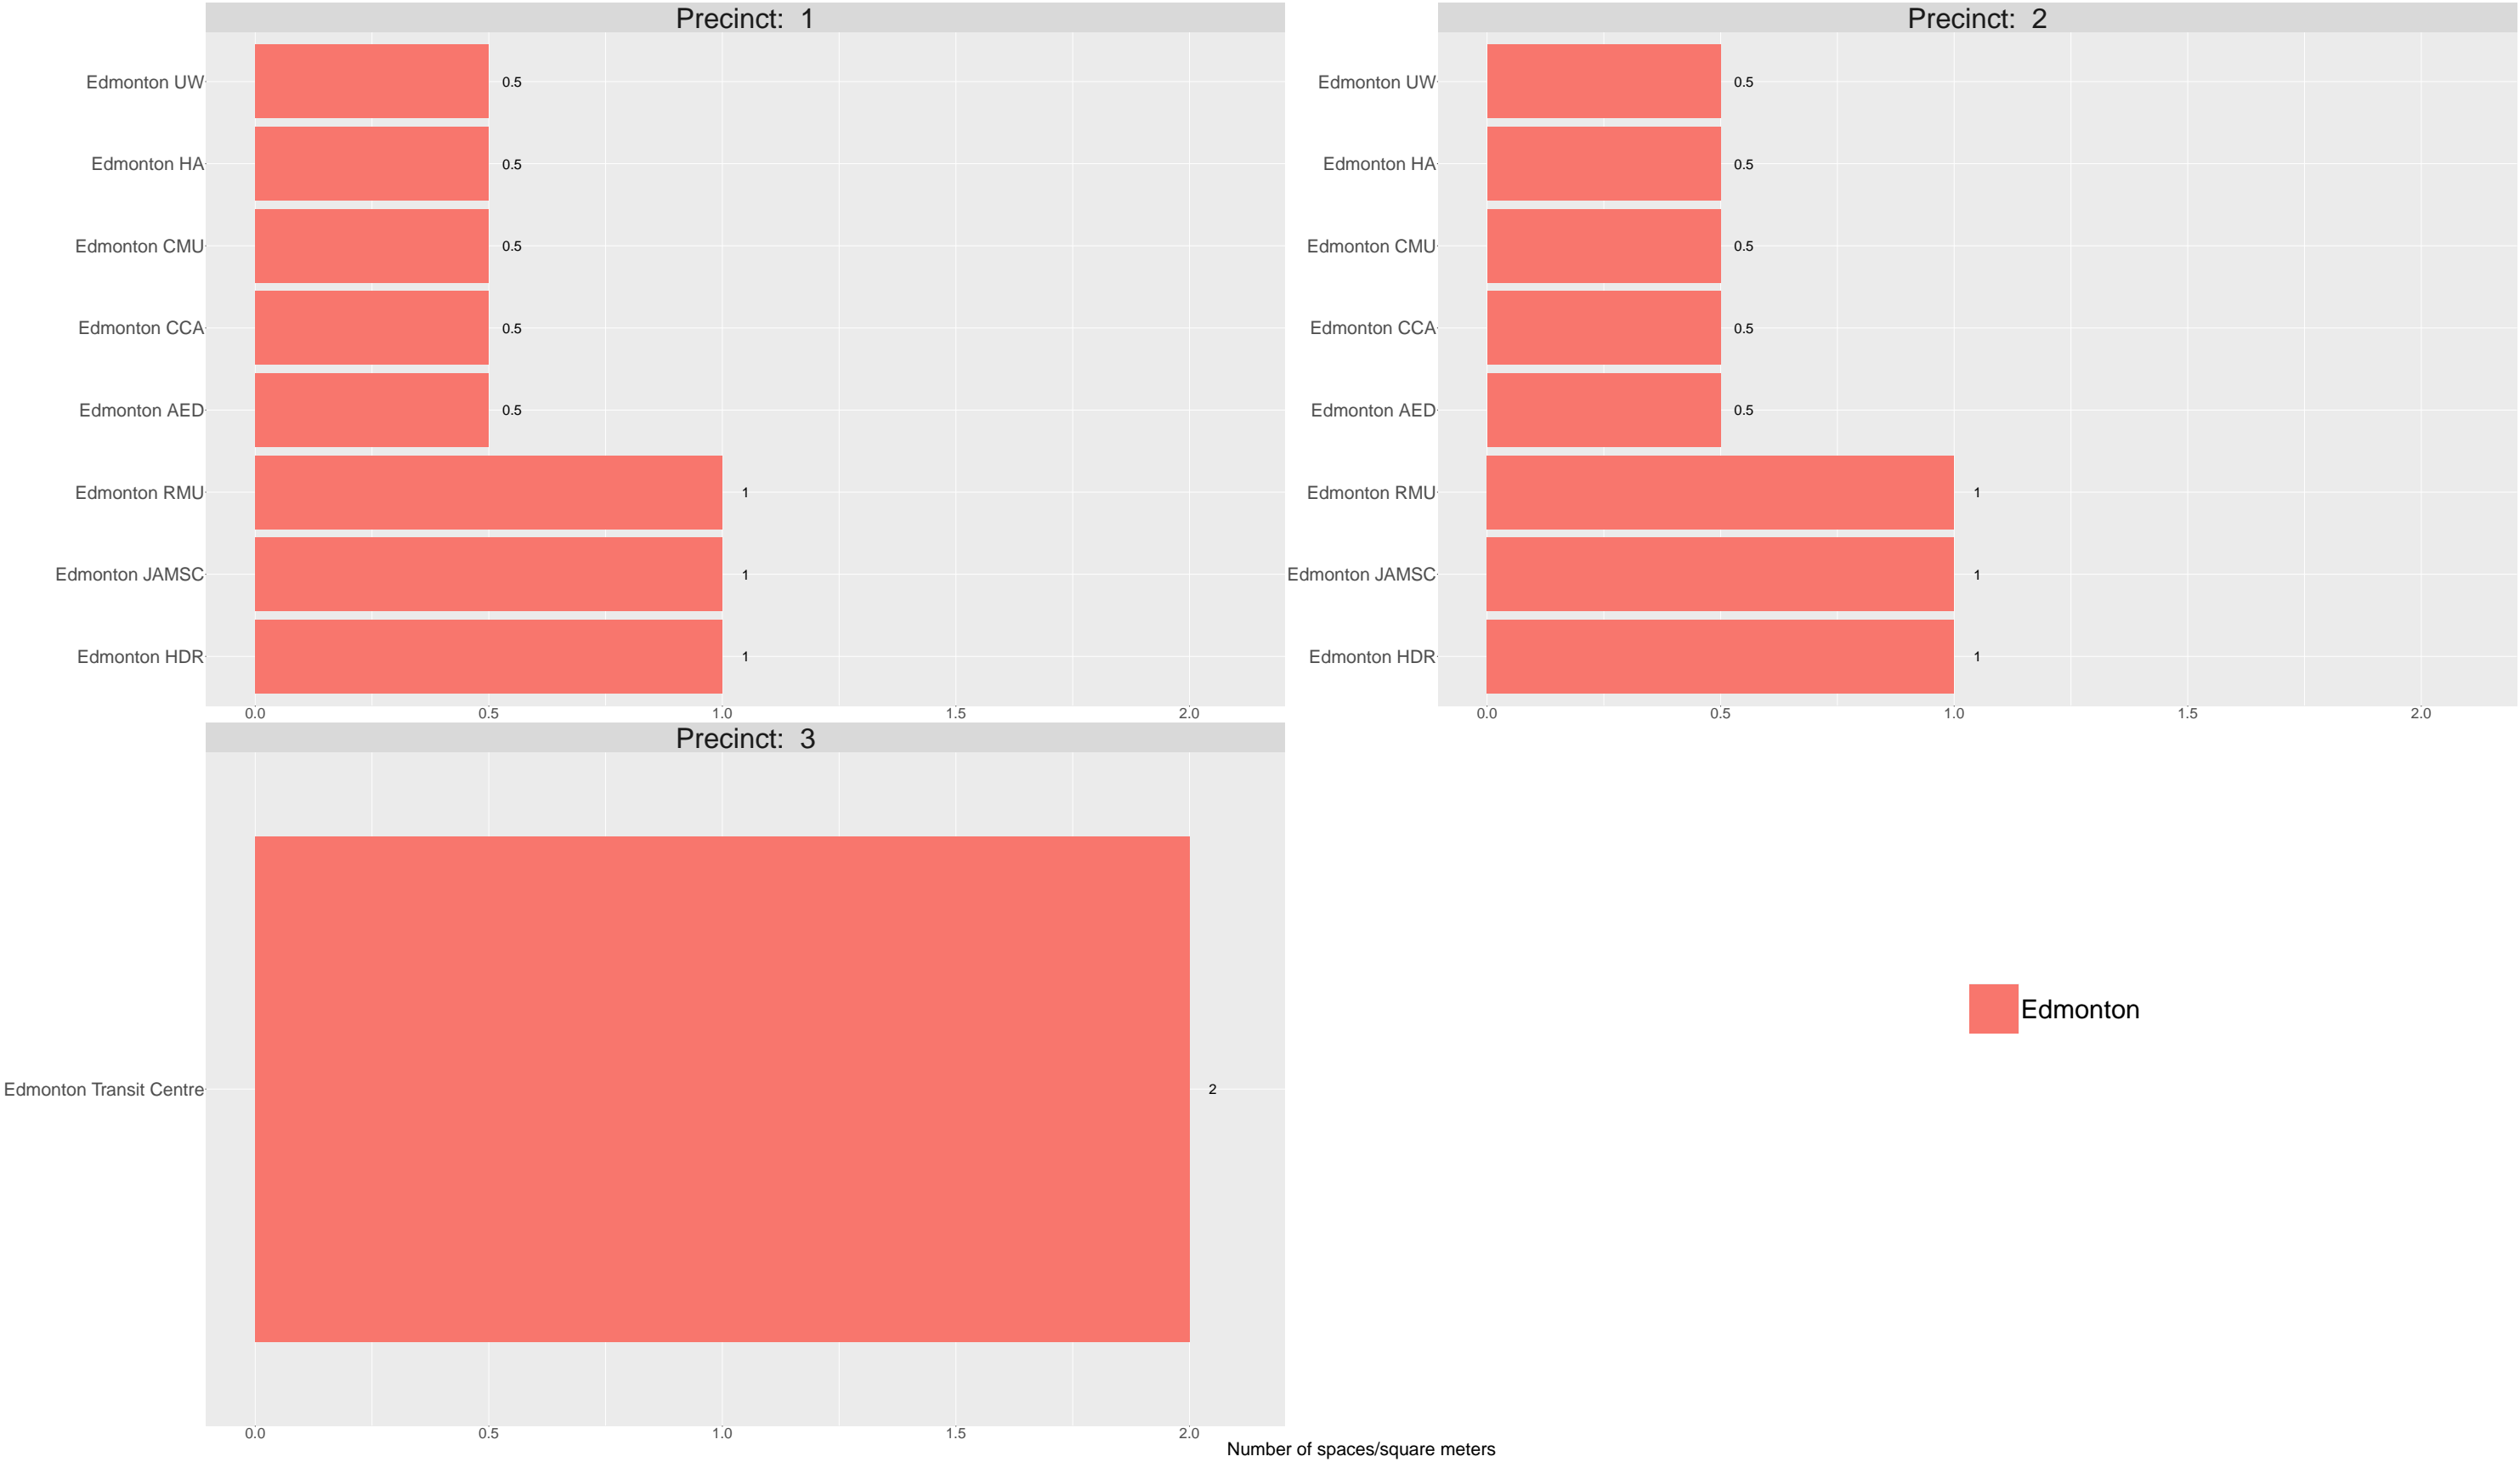 Precinct:  1
Edmonton UW
0.5
Edmonton HA
0.5
Edmonton CMU
0.5
Edmonton CCA
0.5
Edmonton AED
0.5
Edmonton RMU
1
Edmonton JAMSC
1
Edmonton HDR
1
0.0 0.5 1.0 1.5 2.0
Precinct:  2
Edmonton UW
0.5
Edmonton HA
0.5
Edmonton CMU
0.5
Edmonton CCA
0.5
Edmonton AED
0.5
Edmonton RMU
1
Edmonton JAMSC
1
Edmonton HDR
1
0.0 0.5 1.0 1.5 2.0
Precinct:  3
Edmonton Transit Centre
2
0.0 0.5 1.0 1.5 2.0
Edmonton
Number of spaces/square meters